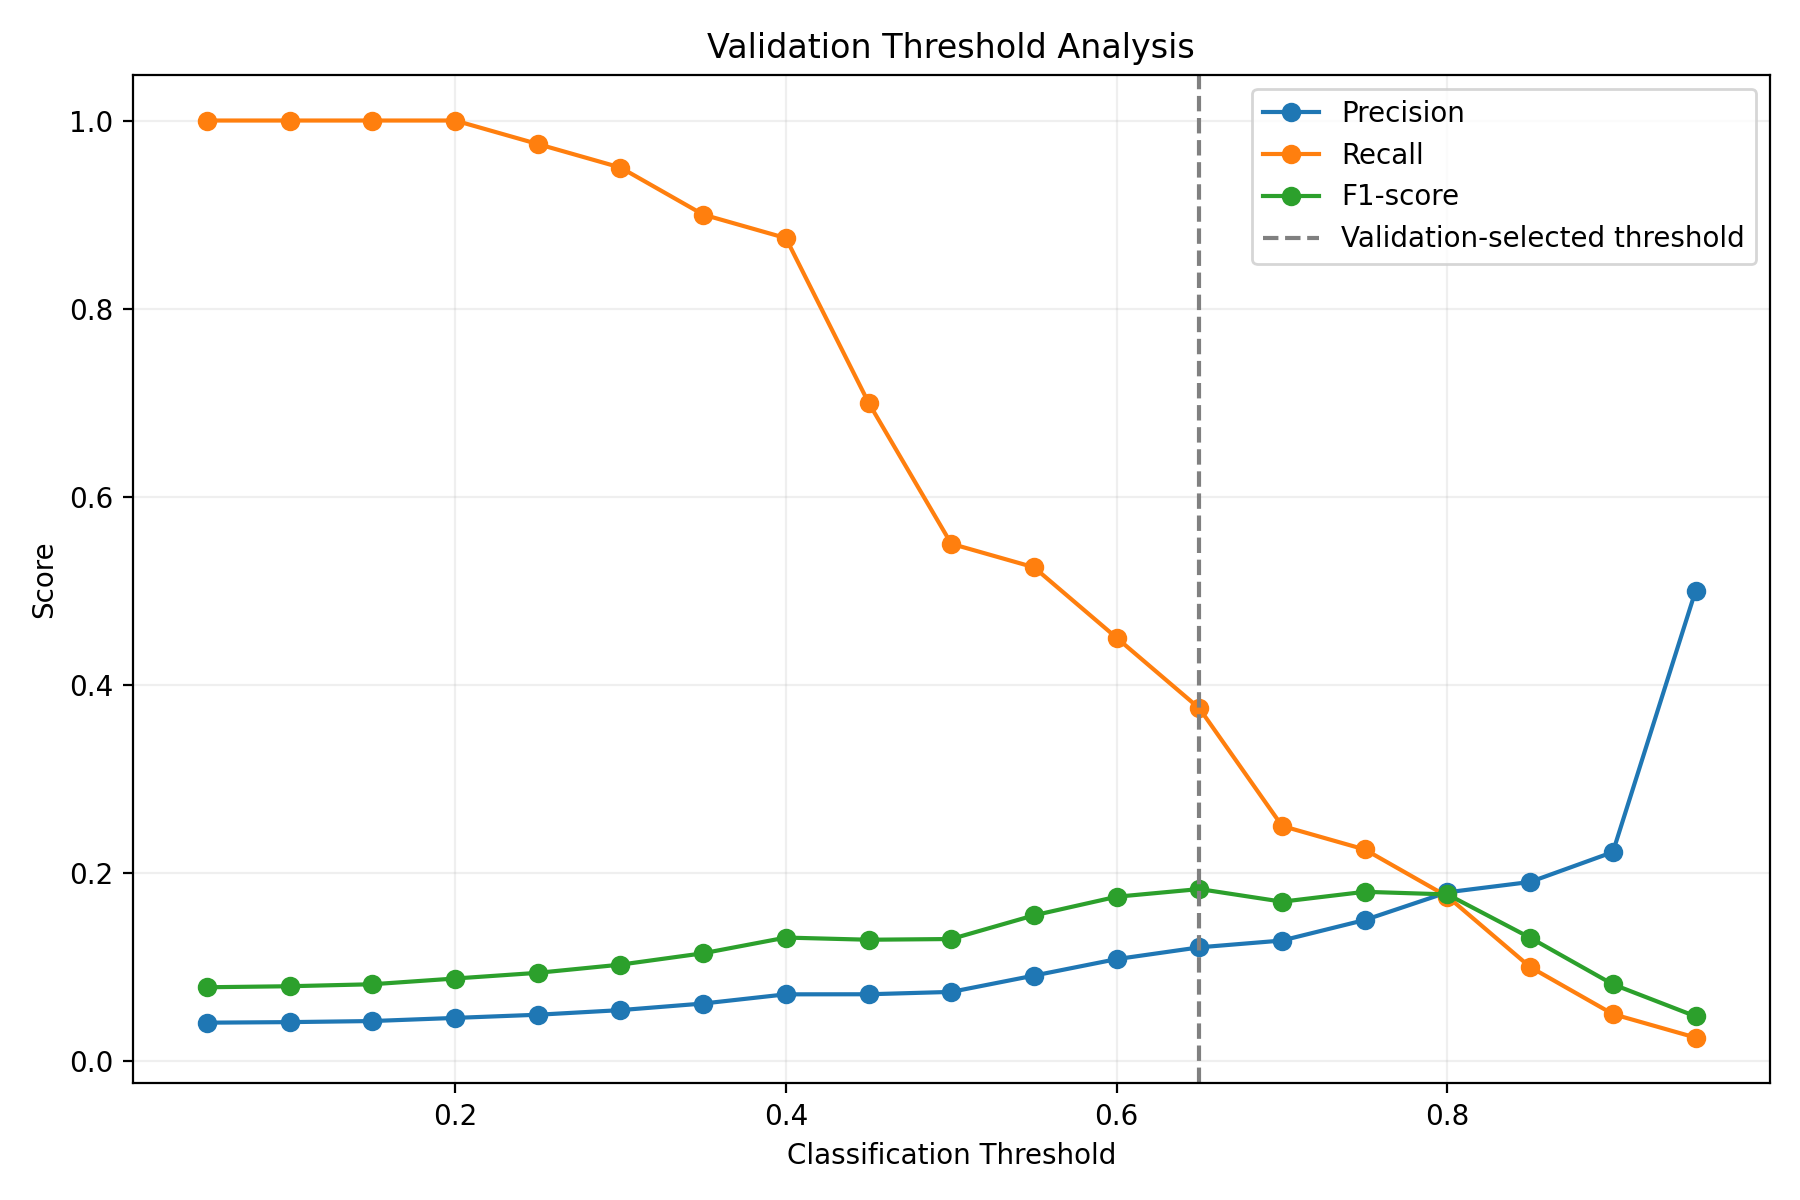 Validation Threshold Analysis
Precision
Recall
F1-score
Validation-selected threshold
1.0
0.8
0.6
0.4
0.2
0.0
Score
0.2 0.4 0.6 0.8
Classification Threshold